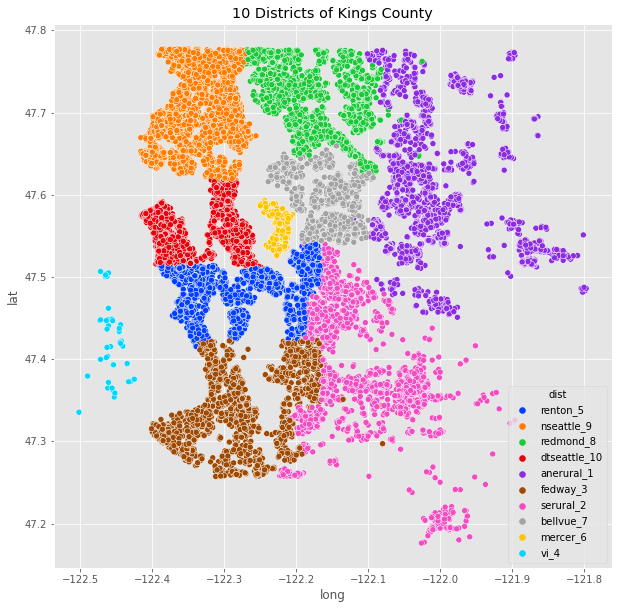 10 Districts of Kings County
47.8
47.7
47.6
47.5
47.4
47.3
47.2
lat
−122.5 −122.4 −122.3 −122.2 −122.1 −122.0 −121.9 −121.8
long
dist
renton_5
nseattle_9
redmond_8
dtseattle_10
anerural_1
fedway_3
serural_2
bellvue_7
mercer_6
vi_4